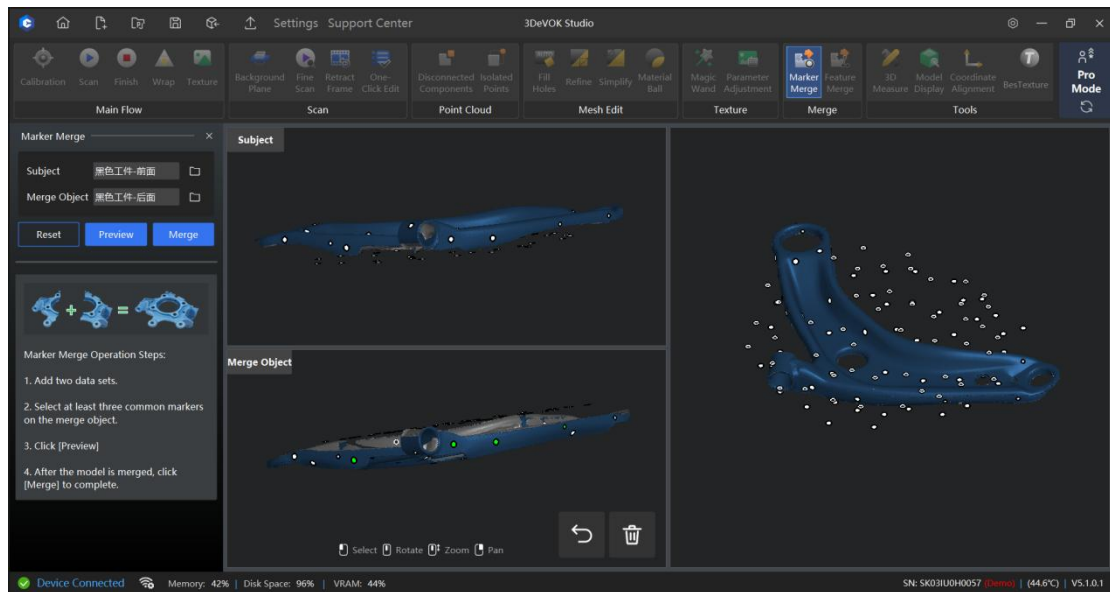 Settings Support Center
3DeVOK Studio
Calibration Scan Finish Wrap Texture
Main Flow
Background Plane Fine Scan Retract Frame One-Click Edit
Scan
Disconnected Components Isolated Points
Point Cloud
Fill Holes Refine Simplify Material Ball
Mesh Edit
Magic Wand Parameter Adjustment
Texture
Marker Merge Feature Merge
Merge
3D Measure Model Display Coordinate Alignment BesTexture
Tools
Pro Mode
Marker Merge
Subject 黑色工件-前面
Merge Object 黑色工件-后面
Reset Preview Merge
Marker Merge Operation Steps:
1. Add two data sets.
2. Select at least three common markers
on the merge object.
3. Click [Preview]
4. After the model is merged, click
[Merge] to complete.
Subject
Merge Object
Select Rotate Zoom Pan
Device Connected Memory: 42% | Disk Space: 96% | VRAM: 44%
SN: SK03IU0H0057 (Demo) | (44.6℃) | V5.1.0.1